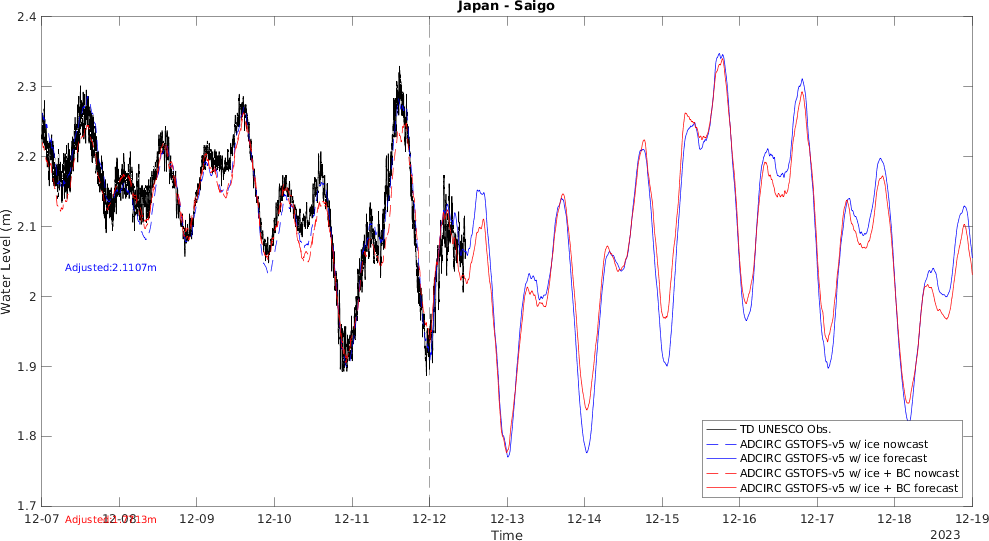 Japan - Saigo
2.4
2.3
2.2
2.1
2
1.9
1.8
1.7
Water Level (m)
Adjusted:2.1107m
TD UNESCO Obs.
ADCIRC GSTOFS-v5 w/ ice nowcast
ADCIRC GSTOFS-v5 w/ ice forecast
ADCIRC GSTOFS-v5 w/ ice + BC nowcast
ADCIRC GSTOFS-v5 w/ ice + BC forecast
12-07 12-08 12-09 12-10 12-11 12-12 12-13 12-14 12-15 12-16 12-17 12-18 12-19
Time
2023